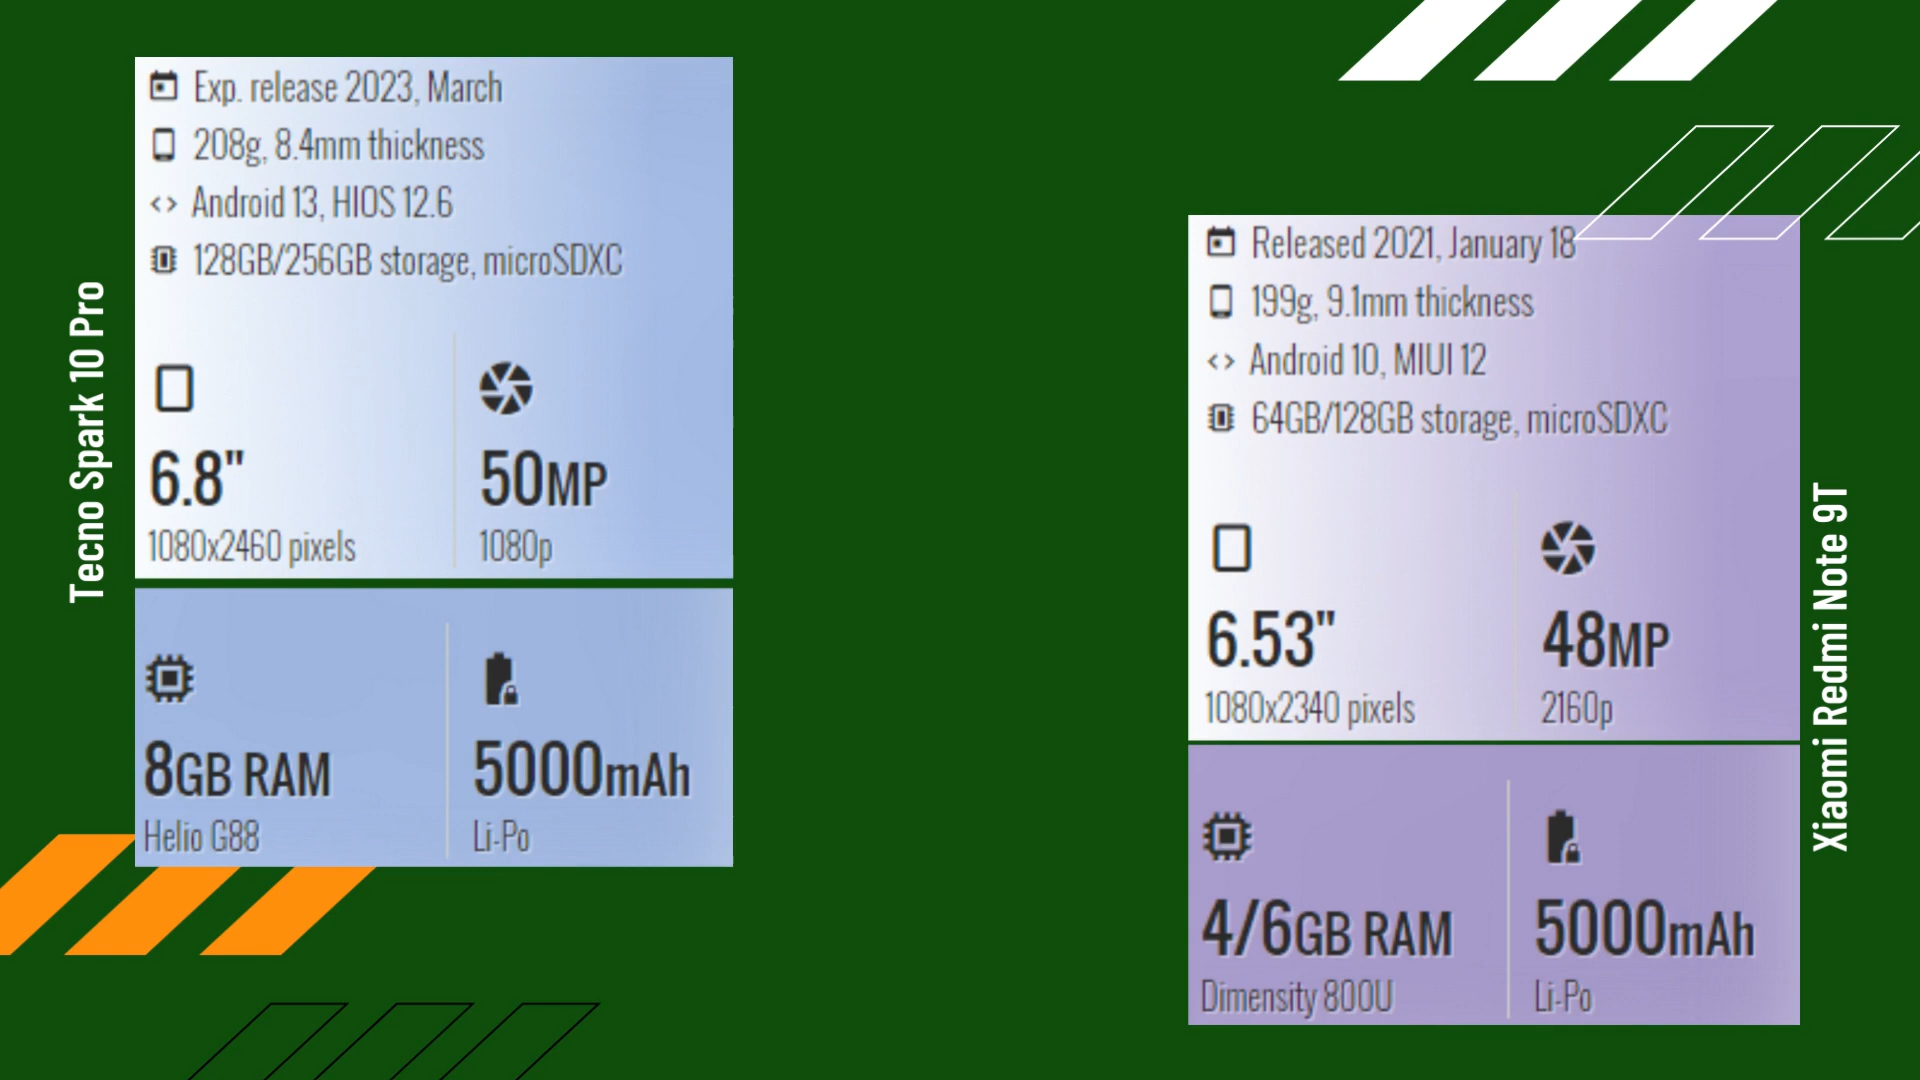 Tecno Spark 10 Pro
Exp. release 2023, March
208g, 8.4mm thickness
Android 13, HIOS 12.6
128GB/256GB storage, microSDXC
6.8"
1080x2460 pixels
50MP
1080p
8GB RAM
Helio G88
5000mAh
Li-Po
Released 2021, January 18
199g, 9.1mm thickness
Android 10, MIUI 12
64GB/128GB storage, microSDXC
6.53"
1080x2340 pixels
48MP
2160p
4/6GB RAM
Dimensity 800U
5000mAh
Li-Po
Xiaomi Redmi Note 9T